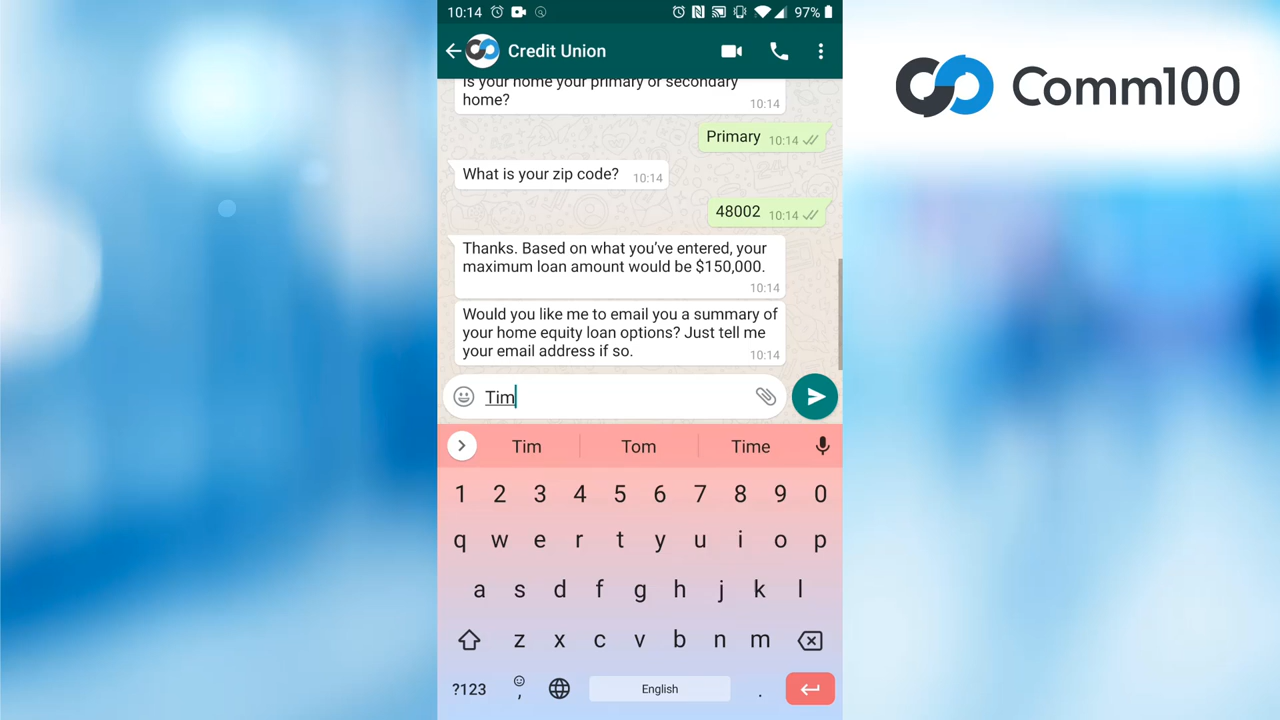 10:14
97%
Credit Union
Comm100
Is your home your primary or secondary
home?
10:14
Primary 10:14
What is your zip code? 10:14
48002 10:14
Thanks. Based on what you’ve entered, your
maximum loan amount would be $150,000.
10:14
Would you like me to email you a summary of
your home equity loan options? Just tell me
your email address if so.
10:14
Tim
Tim Tom Time
1 2 3 4 5 6 7 8 9 0
q w e r t y u i o p
a s d f g h j k l
z x c v b n m
?123 , English .